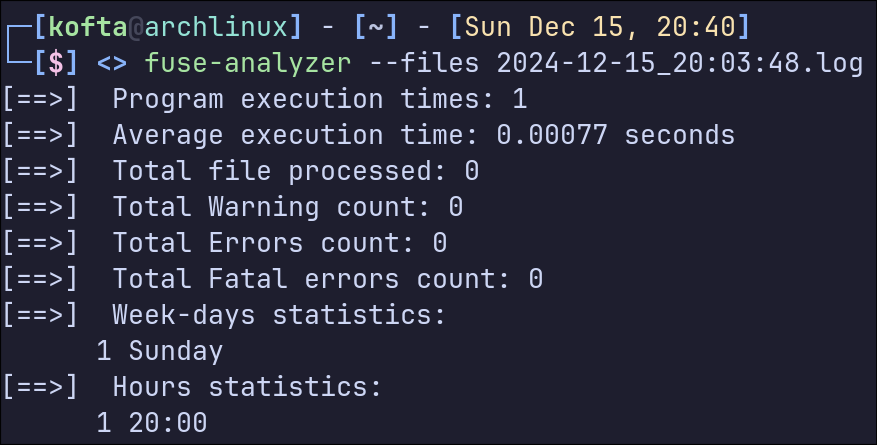 ┌─[kofta@archlinux] - [~] - [Sun Dec 15, 20:40]
└─[$] <> fuse-analyzer --files 2024-12-15_20:03:48.log
[==>]  Program execution times: 1
[==>]  Average execution time: 0.00077 seconds
[==>]  Total file processed: 0
[==>]  Total Warning count: 0
[==>]  Total Errors count: 0
[==>]  Total Fatal errors count: 0
[==>]  Week-days statistics:
      1 Sunday
[==>]  Hours statistics:
      1 20:00